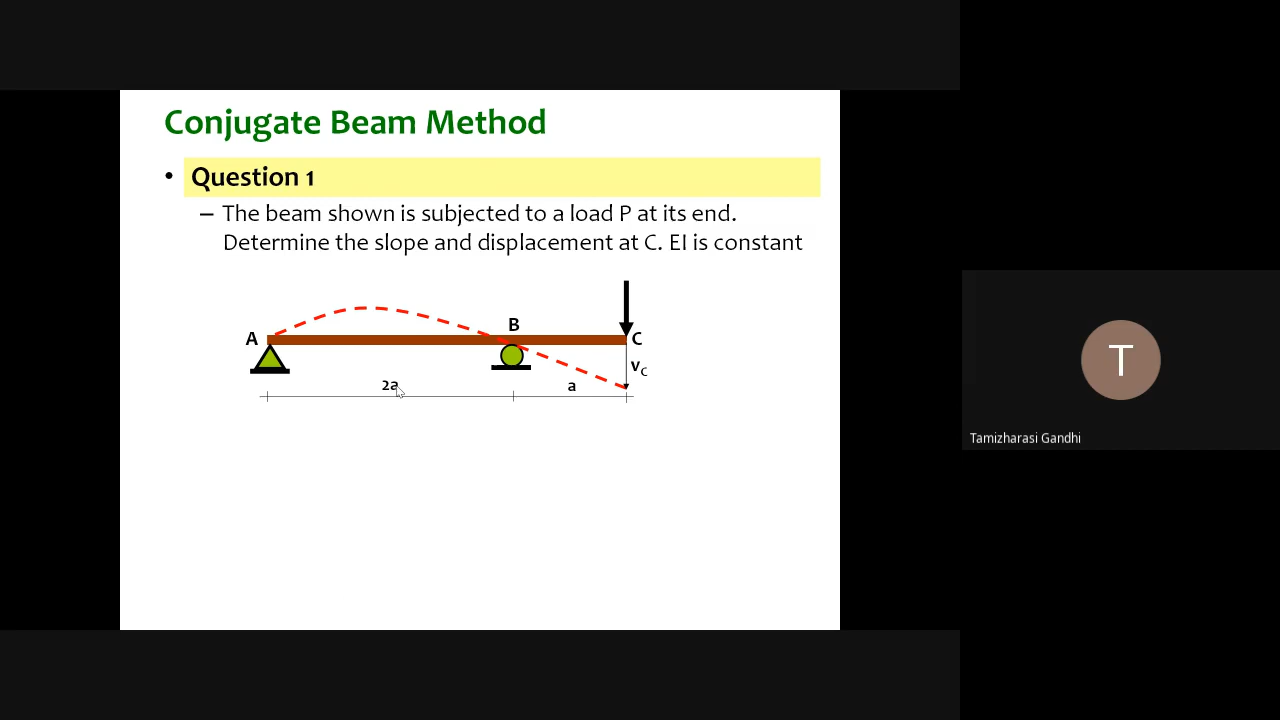 Conjugate Beam Method
• Question 1
– The beam shown is subjected to a load P at its end.
Determine the slope and displacement at C. EI is constant
A
B
C
vC
2a
a
T
Tamizharasi Gandhi